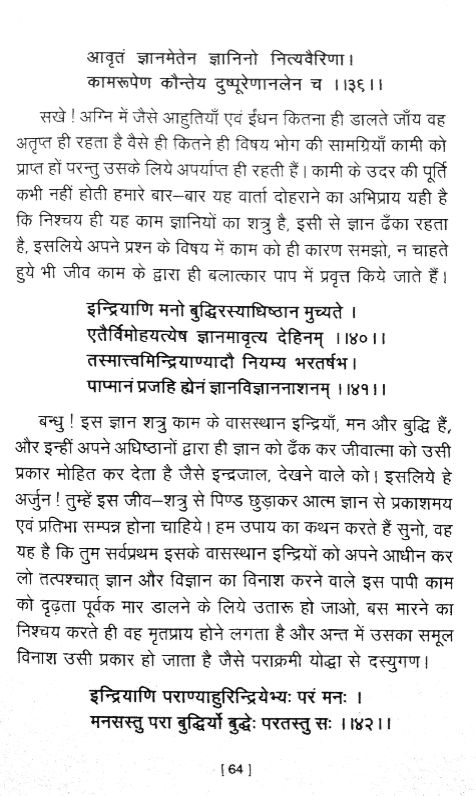 आवृतं ज्ञानमेतेन ज्ञानिनो नित्यवैरिणा।
कामरूपेण कौन्तेय दुष्पूरेणानलेन च ।।३६।।
सखे ! अग्नि में जैसे आहुतियाँ एवं ईंधन कितना ही डालते जाँय वह
अतृप्त ही रहता है वैसे ही कितने ही विषय भोग की सामग्रियाँ कामी को
प्राप्त हों परन्तु उसके लिये अपर्याप्त ही रहती हैं। कामी के उदर की पूर्ति
कभी नहीं होती हमारे बार–बार यह वार्ता दोहराने का अभिप्राय यही है
कि निश्चय ही यह काम ज्ञानियों का शत्रु है, इसी से ज्ञान ढँका रहता
है, इसलिये अपने प्रश्न के विषय में काम को ही कारण समझो, न चाहते
हुये भी जीव काम के द्वारा ही बलात्कार पाप में प्रवृत्त किये जाते हैं।
इन्द्रियाणि मनो बुद्धिरस्याधिष्ठान मुच्यते ।
एतैर्विमोहयत्येष ज्ञानमावृत्य देहिनम् ।।४०।।
तस्मात्त्वमिन्द्रियाण्यादौ नियम्य भरतर्षभ।
पाप्मानं प्रजहि ह्येनं ज्ञानविज्ञाननाशनम् ।।४१।।
बन्धु ! इस ज्ञान शत्रु काम के वासस्थान इन्द्रियाँ, मन और बुद्धि हैं,
और इन्हीं अपने अधिष्ठानों द्वारा ही ज्ञान को ढँक कर जीवात्मा को उसी
प्रकार मोहित कर देता है जैसे इन्द्रजाल, देखने वाले को। इसलिये हे
अर्जुन ! तुम्हें इस जीव–शत्रु से पिण्ड छुड़ाकर आत्म ज्ञान से प्रकाशमय
एवं प्रतिभा सम्पन्न होना चाहिये। हम उपाय का कथन करते हैं सुनो, वह
यह है कि तुम सर्वप्रथम इसके वासस्थान इन्द्रियों को अपने आधीन कर
लो तत्पश्चात् ज्ञान और विज्ञान का विनाश करने वाले इस पापी काम
को दृढ़ता पूर्वक मार डालने के लिये उतारू हो जाओ, बस मारने का
निश्चय करते ही वह मृतप्राय होने लगता है और अन्त में उसका समूल
विनाश उसी प्रकार हो जाता है जैसे पराक्रमी योद्धा से दस्युगण।
इन्द्रियाणि पराण्याहुरिन्द्रियेभ्यः परं मनः ।
मनसस्तु परा बुद्धिर्यो बुद्धेः परतस्तु सः ।।४२।।
[ 64 ]